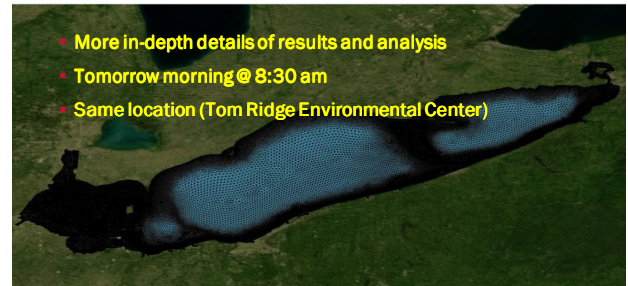 ▪ More in-depth details of results and analysis
▪ Tomorrow morning @ 8:30 am
▪ Same location (Tom Ridge Environmental Center)